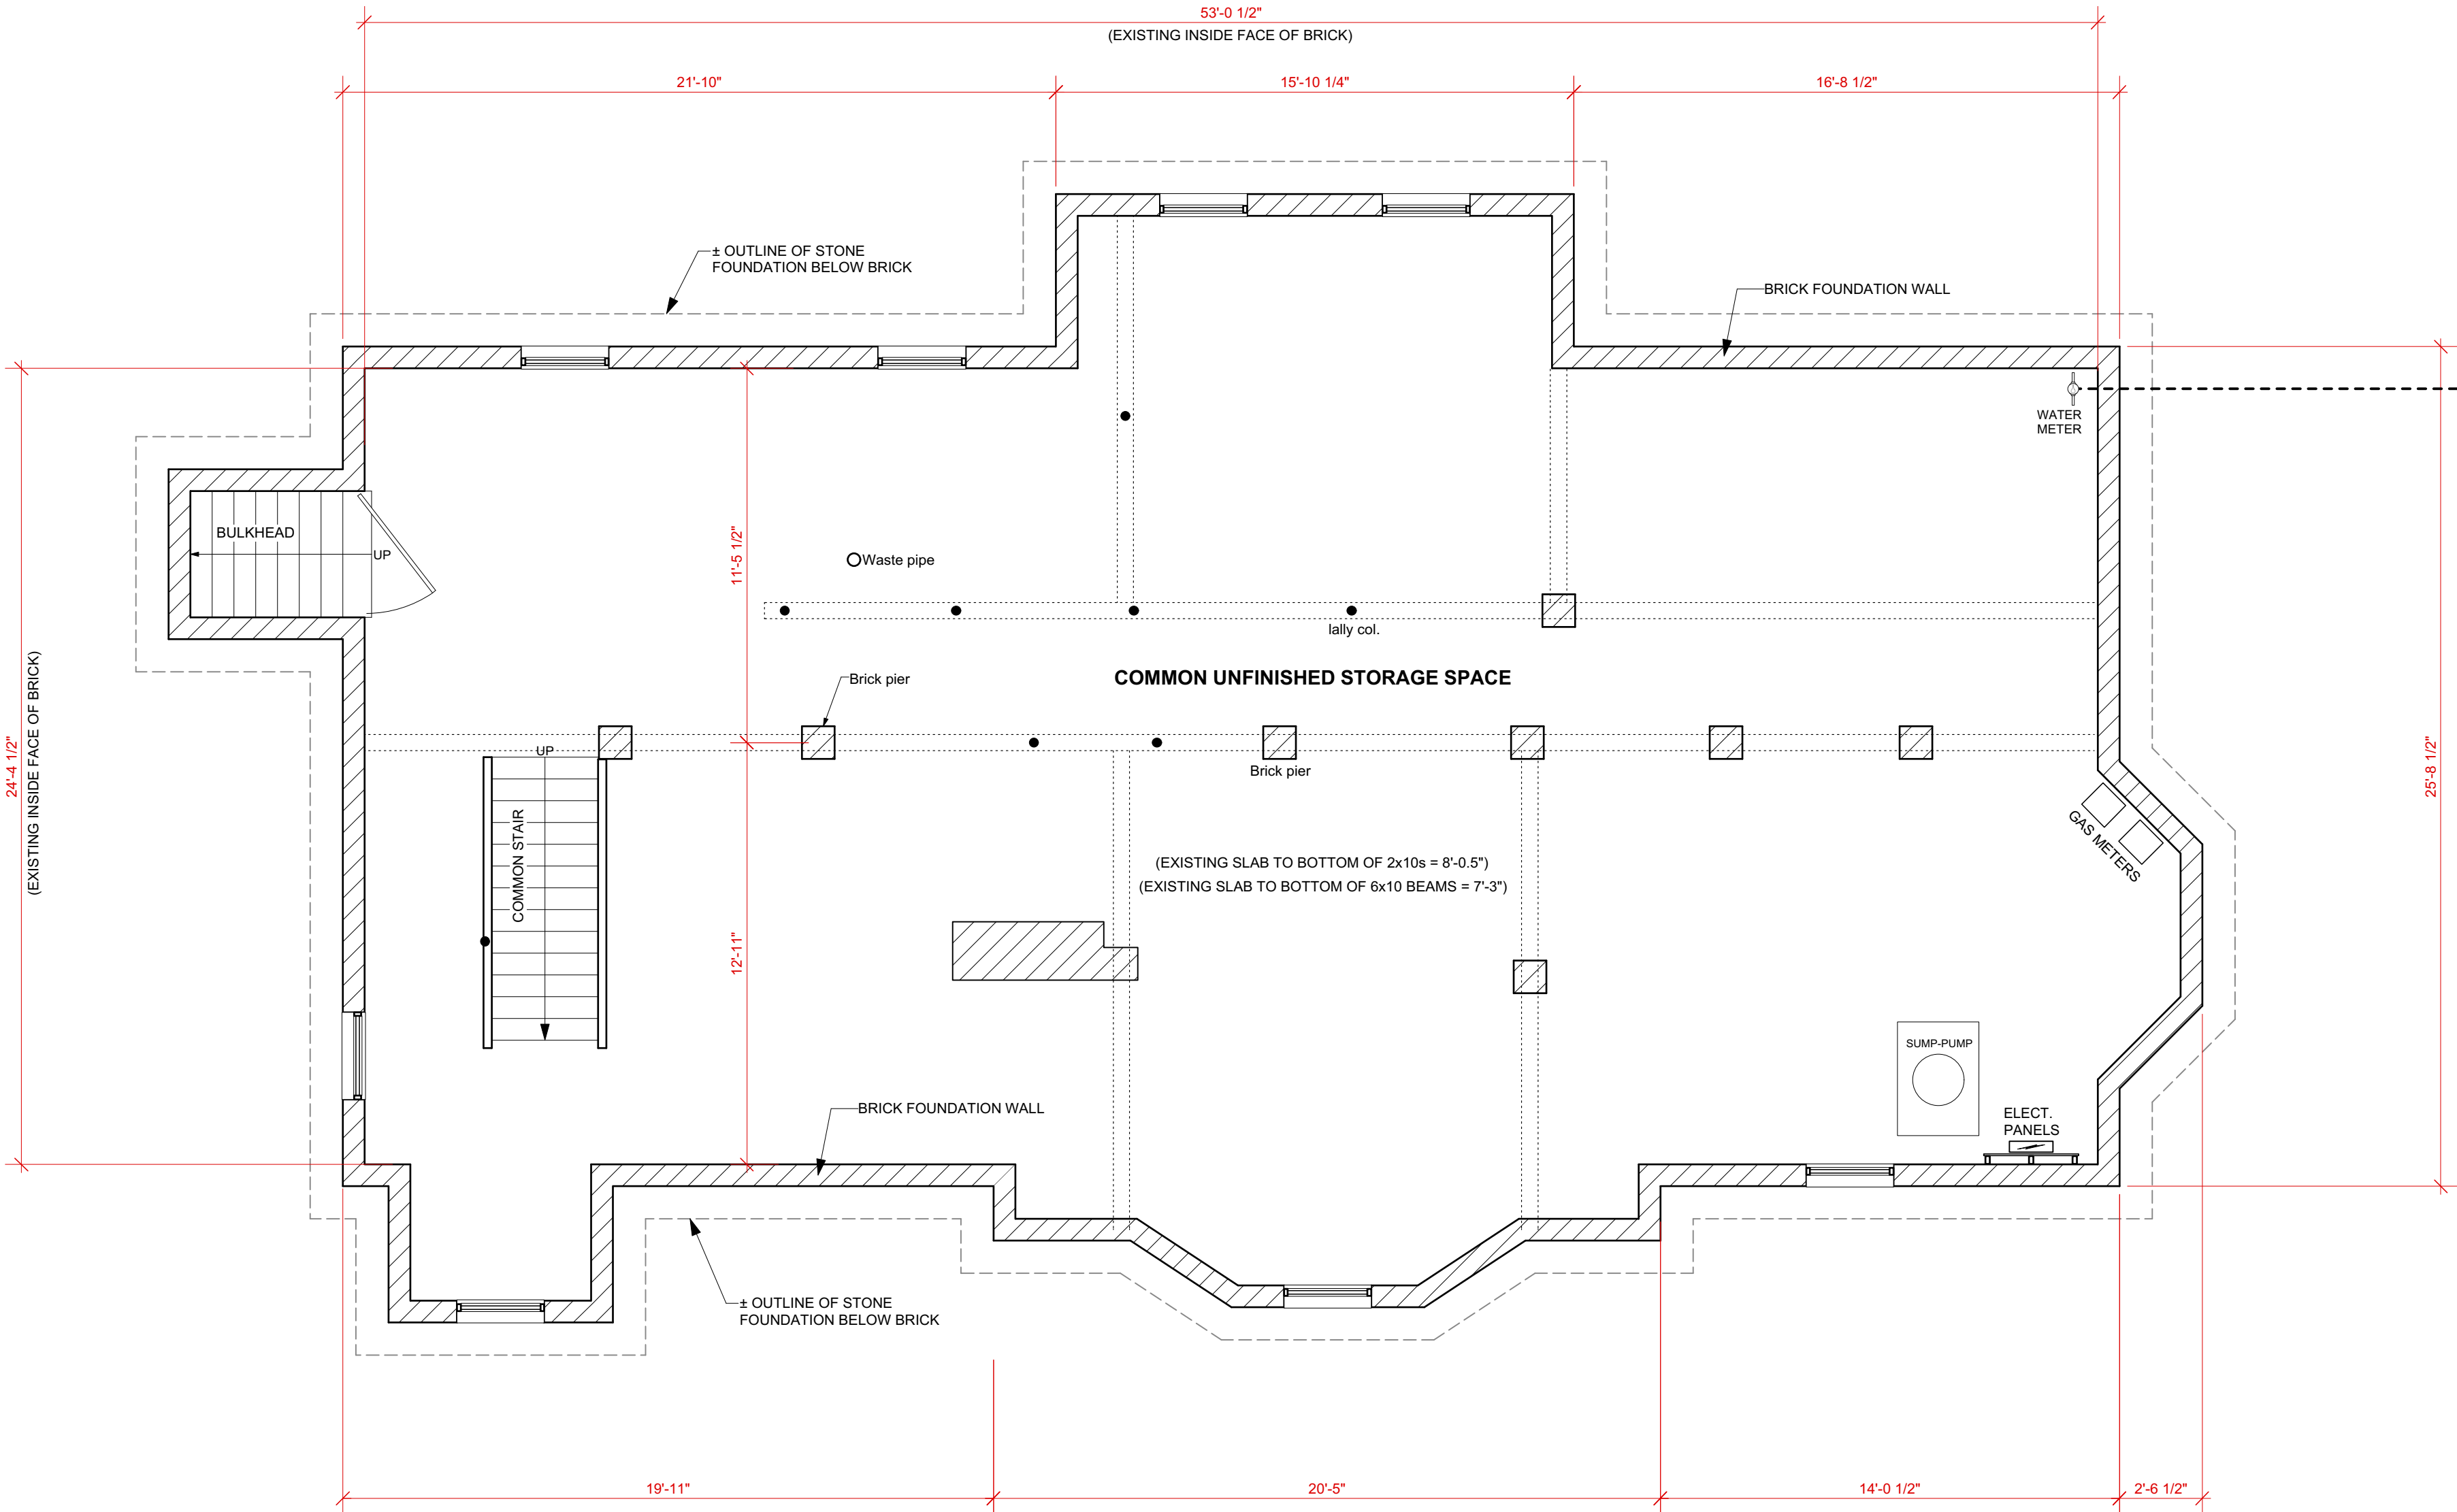 53'-0 1/2"
(EXISTING INSIDE FACE OF BRICK)
21'-10"
15'-10 1/4"
16'-8 1/2"
± OUTLINE OF STONE
FOUNDATION BELOW BRICK
BRICK FOUNDATION WALL
WATER
METER
BULKHEAD
UP
11'-5 1/2"
Waste pipe
lally col.
COMMON UNFINISHED STORAGE SPACE
Brick pier
24'-4 1/2"
(EXISTING INSIDE FACE OF BRICK)
25'-8 1/2"
UP
Brick pier
COMMON STAIR
GAS METERS
(EXISTING SLAB TO BOTTOM OF 2x10s = 8'-0.5")
(EXISTING SLAB TO BOTTOM OF 6x10 BEAMS = 7'-3")
12'-11"
SUMP-PUMP
BRICK FOUNDATION WALL
ELECT.
PANELS
± OUTLINE OF STONE
FOUNDATION BELOW BRICK
19'-11"
20'-5"
14'-0 1/2"
2'-6 1/2"